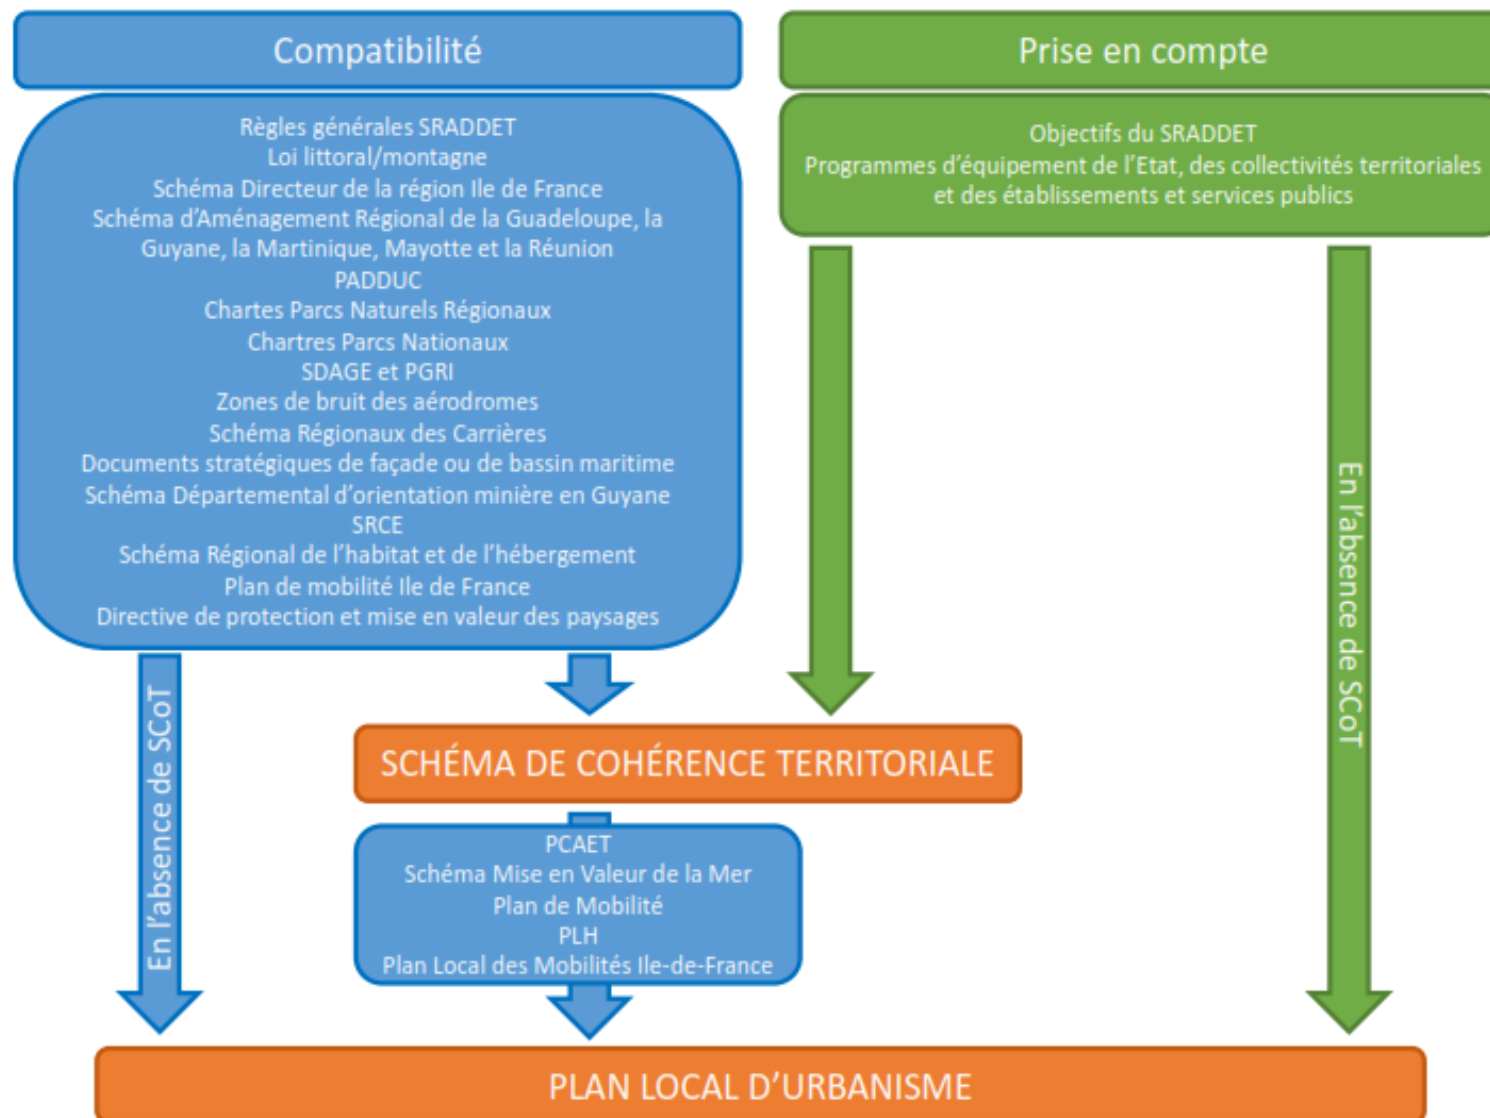 Compatibilité
Règles générales SRADDET
Loi littoral/montagne
Schéma Directeur de la région Ile de France
Schéma d'Aménagement Régional de la Guadeloupe, la
Guyane, la Martinique, Mayotte et la Réunion
PADDUC
Chartes Parcs Naturels Régionaux
Chartres Parcs Nationaux
SDAGE et PGRI
Zones de bruit des aérodromes
Schéma Régionaux des Carrières
Documents stratégiques de façade ou de bassin maritime
Schéma Départemental d'orientation minière en Guyane
SRCE
Schéma Régional de l'habitat et de l'hébergement
Plan de mobilité Ile de France
Directive de protection et mise en valeur des paysages
Prise en compte
Objectifs du SRADDET
Programmes d'équipement de l'Etat, des collectivités territoriales
et des établissements et services publics
En l'absence de SCoT
En l'absence de SCoT
SCHÉMA DE COHÉRENCE TERRITORIALE
PCAET
Schéma Mise en Valeur de la Mer
Plan de Mobilité
PLH
Plan Local des Mobilités Ile-de-France
PLAN LOCAL D'URBANISME